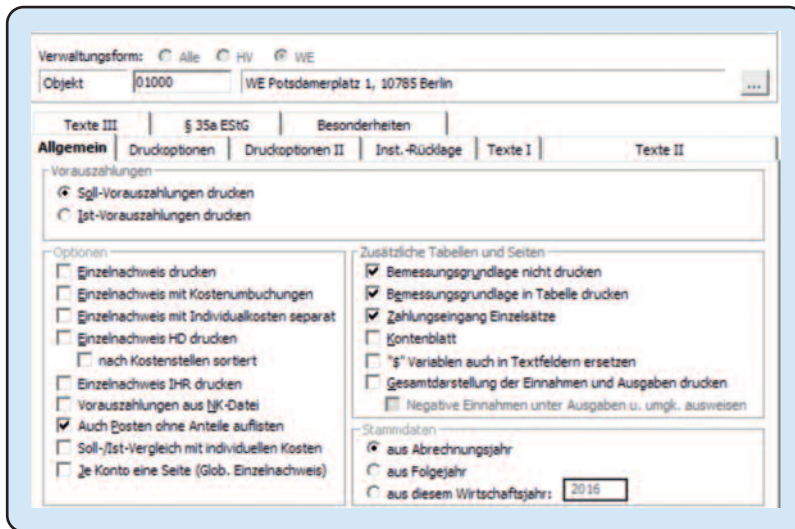 Verwaltungsform: Alle HV WE
Objekt 01000 WE Potsdamerplatz 1, 10785 Berlin ...
Texte III § 35a EStG Besonderheiten
Allgemein Druckoptionen Druckoptionen II Inst.-Rücklage Texte I Texte II
Vorauszahlungen
Soll-Vorauszahlungen drucken
Ist-Vorauszahlungen drucken
Optionen
Einzelnachweis drucken
Einzelnachweis mit Kostenumbuchungen
Einzelnachweis mit Individualkosten separat
Einzelnachweis HD drucken
nach Kostenstellen sortiert
Einzelnachweis IHR drucken
Vorauszahlungen aus NK-Datei
Auch Posten ohne Anteile auflisten
Soll-/Ist-Vergleich mit individuellen Kosten
Je Konto eine Seite (Glob. Einzelnachweis)
Zusätzliche Tabellen und Seiten
Bemessungsgrundlage nicht drucken
Bemessungsgrundlage in Tabelle drucken
Zahlungseingang Einzelsätze
Kontenblatt
"$" Variablen auch in Textfeldern ersetzen
Gesamtdarstellung der Einnahmen und Ausgaben drucken
Negative Einnahmen unter Ausgaben u. umgk. ausweisen
Stammdaten
aus Abrechnungsjahr
aus Folgejahr
aus diesem Wirtschaftsjahr: 2016